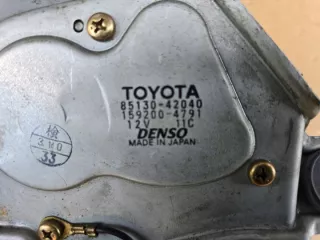 TOYOTA
85130-42040
159200-4791
12V 11C
DENSO
MADE IN JAPAN
検
33